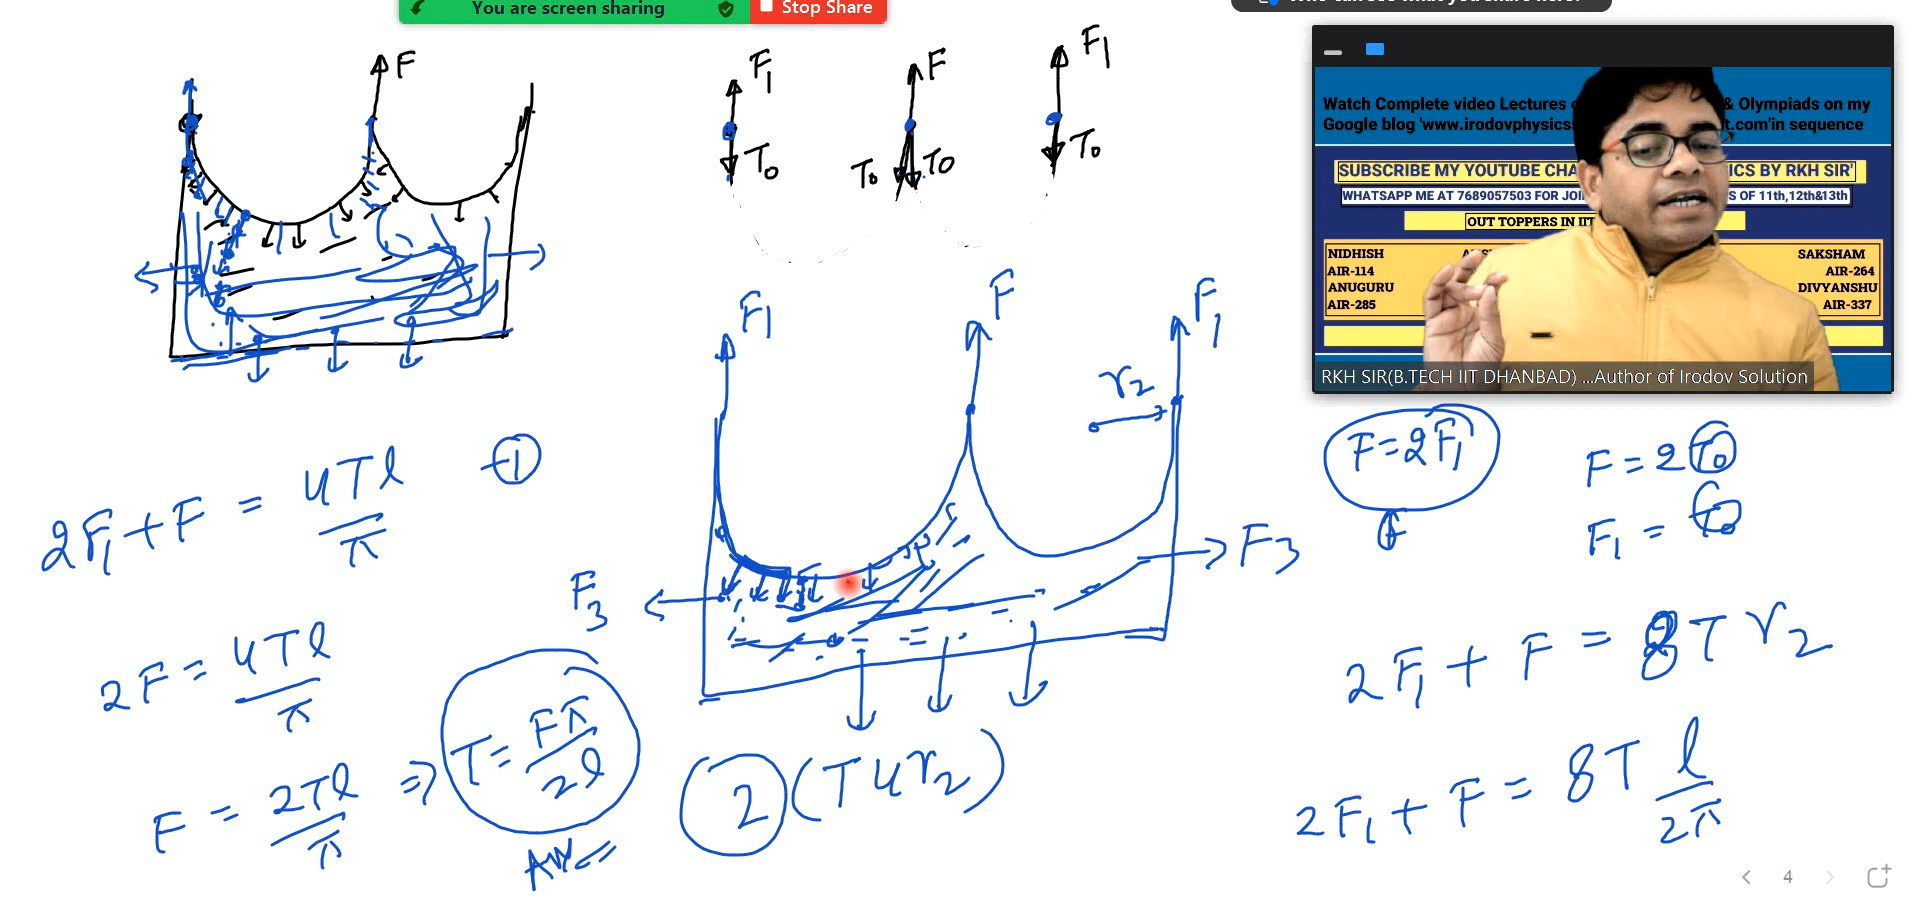 You are screen sharing
Stop Share
F
F1
F
F1
T0
T0
T0
T0
Watch Complete video Lectures
& Olympiads on my
Google blog 'www.irodovphysics
t.com'in sequence
SUBSCRIBE MY YOUTUBE CHA
ICS BY RKH SIR'
WHATSAPP ME AT 7689057503 FOR JOI
S OF 11th,12th&13th
OUT TOPPERS IN IIT
NIDHISH
SAKSHAM
AIR-114
AIR-264
ANUGURU
DIVYANSHU
AIR-285
AIR-337
RKH SIR(B.TECH IIT DHANBAD) ...Author of Irodov Solution
F1
F
F1
r2
F3
F3
2F1 + F = 4Tl/π -①
2F = 4Tl/π
F = 2Tl/π ⇒ T = Fπ/2l
Ans
2(T4r2)
F = 2F1
F = 2T0
F1 = T0
2F1 + F = 8Tr2
2F1 + F = 8T l/2π
4